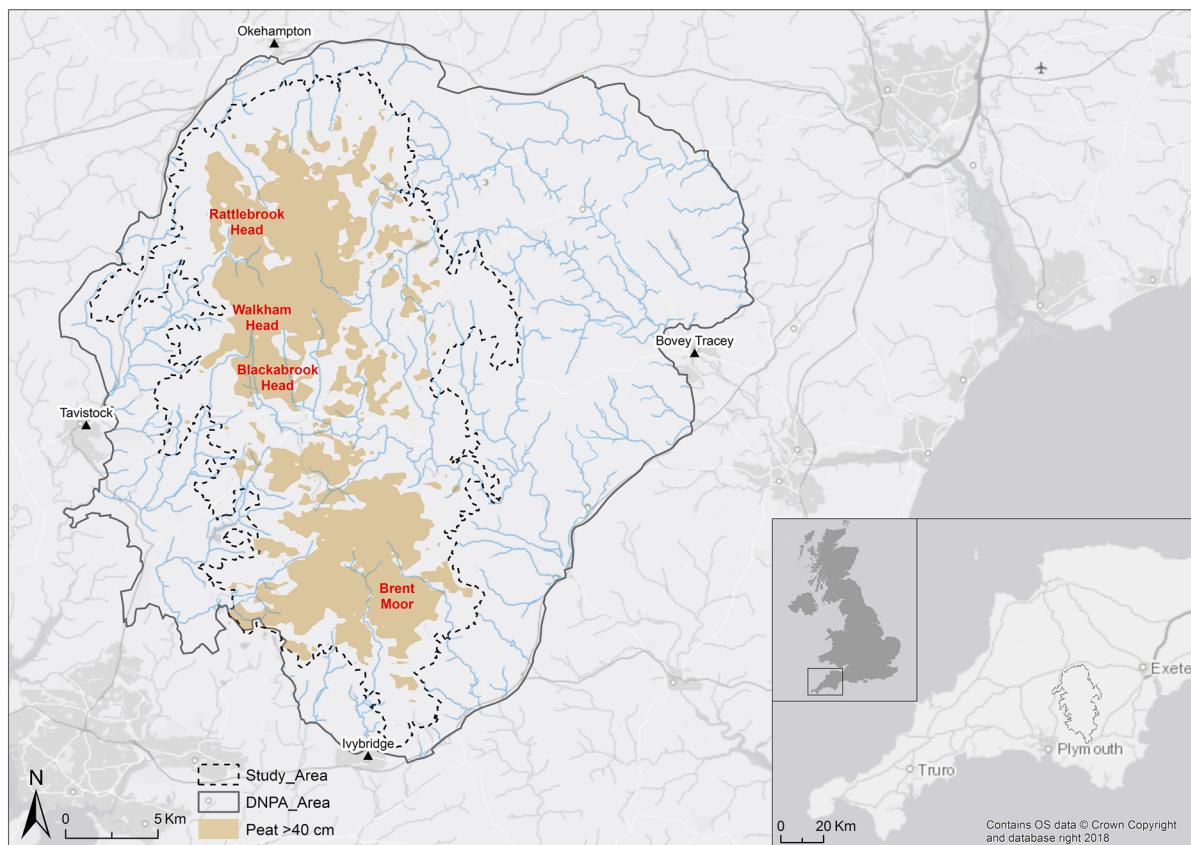 Okehampton
Rattlebrook
Head
Walkham
Head
Blackabrook
Head
Bovey Tracey
Tavistock
Brent
Moor
Ivybridge
N
0 5 Km
Study_Area
DNPA_Area
Peat >40 cm
Exete
Plymouth
Truro
0 20 Km
Contains OS data © Crown Copyright
and database right 2018